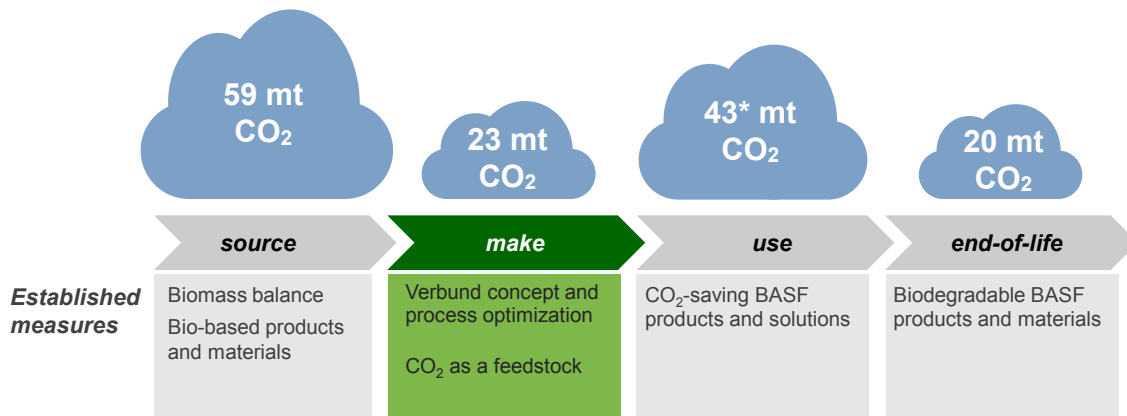 59 mt
CO₂
23 mt
CO₂
43* mt
CO₂
20 mt
CO₂
source
make
use
end-of-life
Established
measures
Biomass balance
Bio-based products
and materials
Verbund concept and
process optimization
CO₂ as a feedstock
CO₂-saving BASF
products and solutions
Biodegradable BASF
products and materials